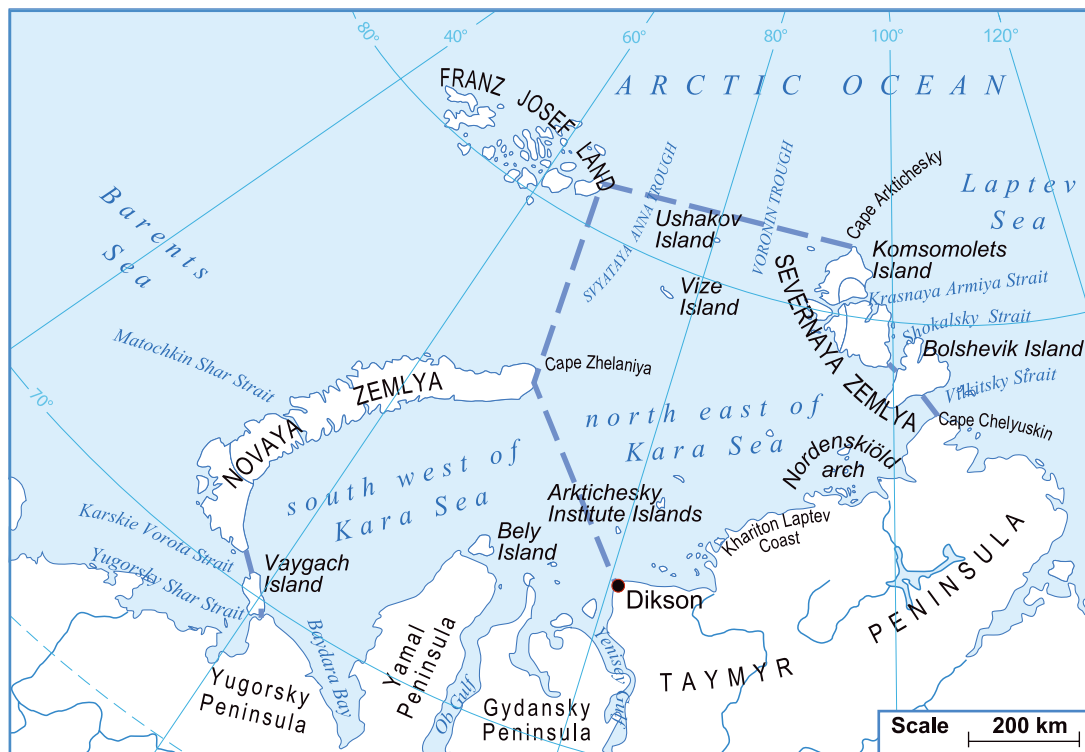 80°
40°
60°
80°
100°
120°
FRANZ
JOSEF
LAND
ARCTIC OCEAN
Barents
Sea
SVYATAYA ANNA TROUGH
VORONIN TROUGH
Cape Arktichesky
Laptev
Sea
Ushakov
Island
Komsomolets
Island
Vize
Island
Krasnaya Armiya Strait
Shokalsky Strait
SEVERNAYA ZEMLYA
Bolshevik Island
Matochkin Shar Strait
Cape Zhelaniya
Vilkitsky Strait
70°
NOVAYA
ZEMLYA
north east of
Kara Sea
Cape Chelyuskin
Nordenskiöld
arch
south west of
Kara Sea
Arktichesky
Institute Islands
Karskie Vorota Strait
Bely
Island
Khariton Laptev
Coast
Yugorsky Shar Strait
Vaygach
Island
Dikson
Baydara Bay
Yamal
Peninsula
Ob Gulf
Yenisey Gulf
Yugorsky
Peninsula
Gydansky
Peninsula
TAYMYR
PENINSULA
Scale
200 km